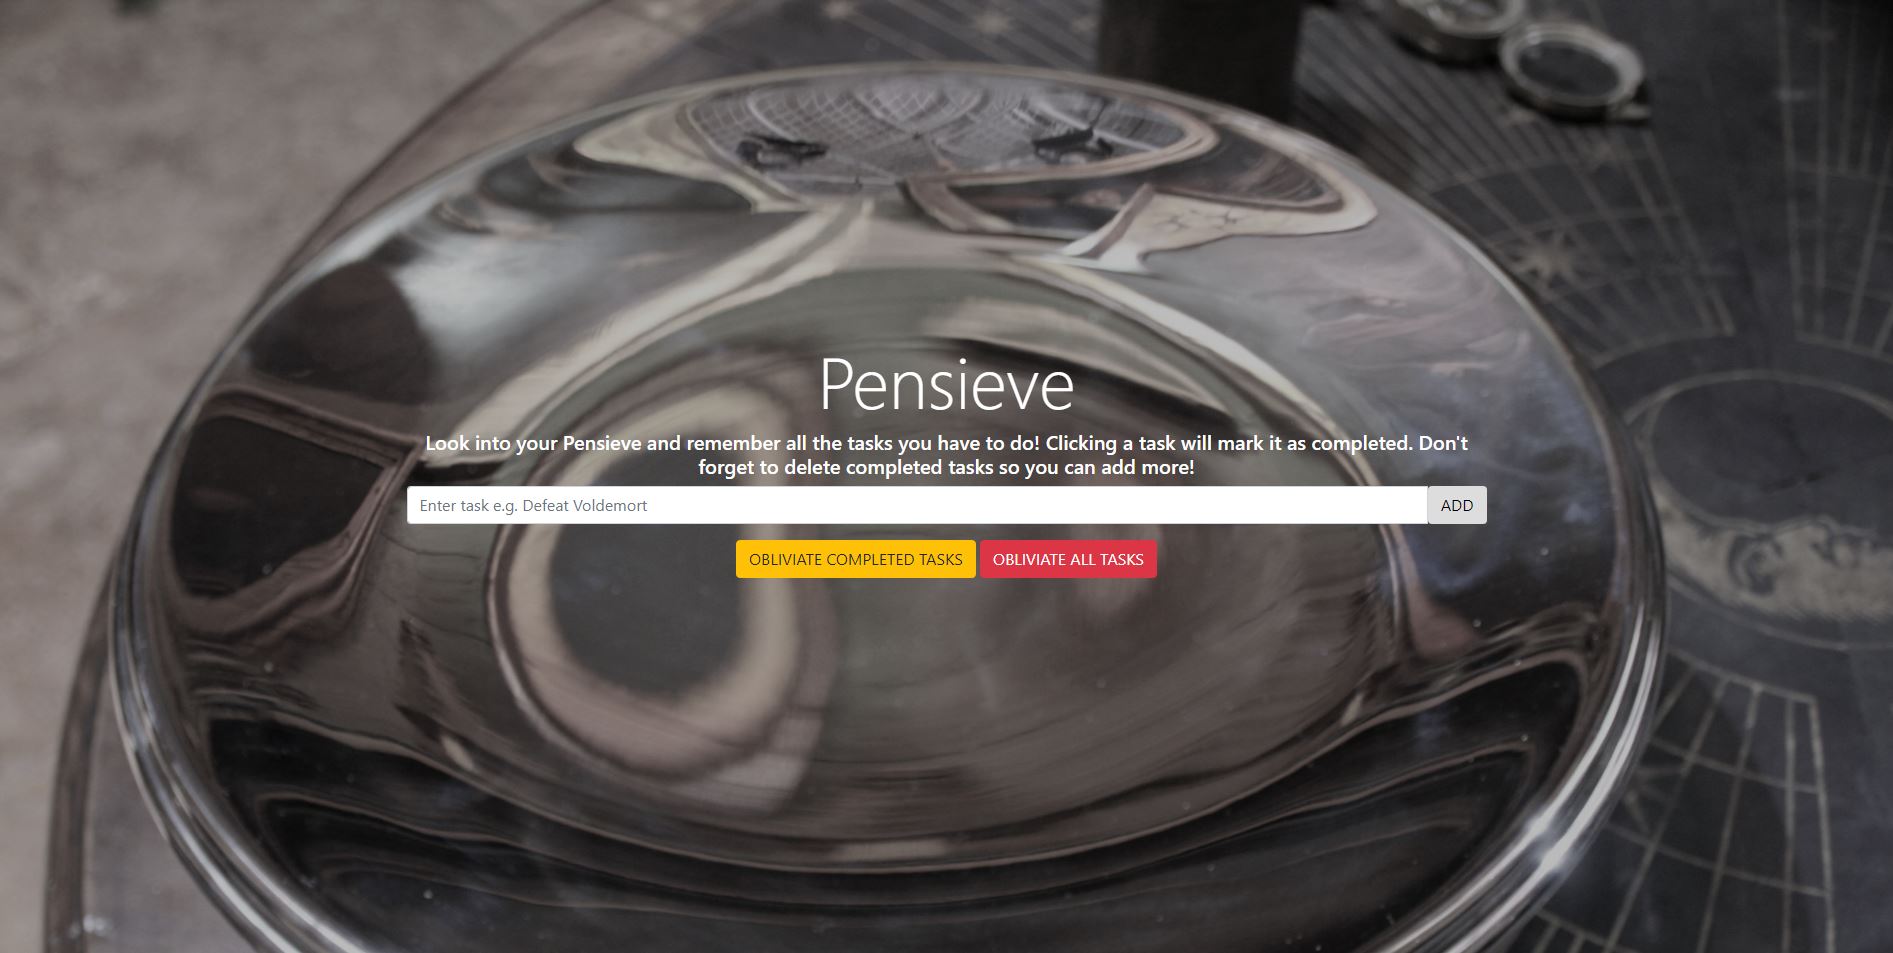 Pensieve
Look into your Pensieve and remember all the tasks you have to do! Clicking a task will mark it as completed. Don't
forget to delete completed tasks so you can add more!
Enter task e.g. Defeat Voldemort
ADD
OBLIVIATE COMPLETED TASKS
OBLIVIATE ALL TASKS